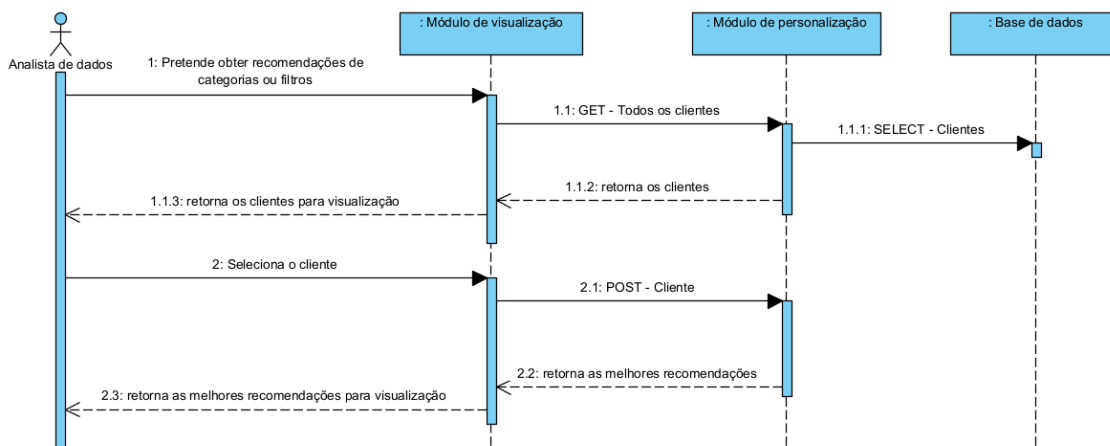 : Módulo de visualização
: Módulo de personalização
: Base de dados
Analista de dados
1: Pretende obter recomendações de
categorias ou filtros
1.1: GET - Todos os clientes
1.1.1: SELECT - Clientes
1.1.2: retorna os clientes
1.1.3: retorna os clientes para visualização
2: Seleciona o cliente
2.1: POST - Cliente
2.2: retorna as melhores recomendações
2.3: retorna as melhores recomendações para visualização